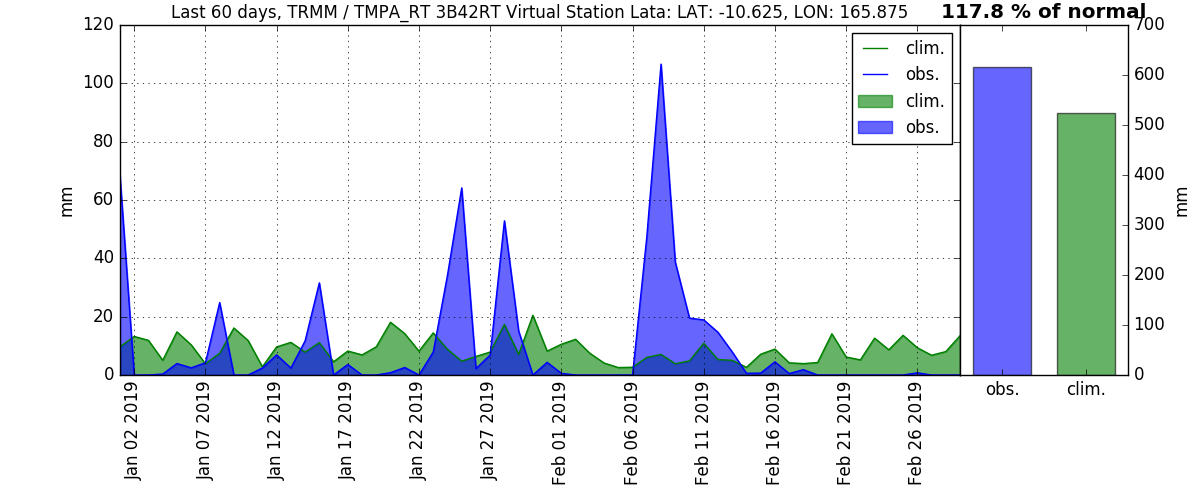 Last 60 days, TRMM / TMPA_RT 3B42RT Virtual Station Lata: LAT: -10.625, LON: 165.875
117.8 % of normal
120
100
80
60
40
20
0
mm
clim.
obs.
clim.
obs.
700
600
500
400
300
200
100
0
mm
Jan 02 2019
Jan 07 2019
Jan 12 2019
Jan 17 2019
Jan 22 2019
Jan 27 2019
Feb 01 2019
Feb 06 2019
Feb 11 2019
Feb 16 2019
Feb 21 2019
Feb 26 2019
obs.
clim.